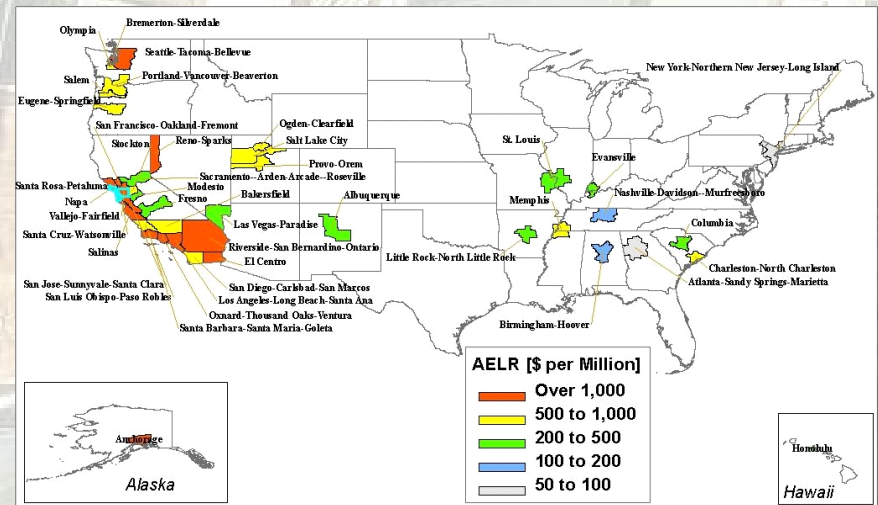 Bremerton-Silverdale
Olympia
Seattle-Tacoma-Bellevue
New York-Northern New Jersey-Long Island
Salem
Portland-Vancouver-Beaverton
Eugene-Springfield
San Francisco-Oakland-Fremont
Ogden-Clearfield
Stockton
Reno-Sparks
Salt Lake City
St. Louis
Evansville
Provo-Orem
Sacramento--Arden-Arcade--Roseville
Santa Rosa-Petaluma
Modesto
Nashville-Davidson--Murfreesboro
Napa
Fresno
Bakersfield
Albuquerque
Memphis
Vallejo-Fairfield
Las Vegas-Paradise
Columbia
Santa Cruz-Watsonville
Riverside-San Bernardino-Ontario
Salinas
El Centro
Little Rock-North Little Rock
Charleston-North Charleston
San Jose-Sunnyvale-Santa Clara
San Diego-Carlsbad-San Marcos
Atlanta-Sandy Springs-Marietta
San Luis Obispo-Paso Robles
Los Angeles-Long Beach-Santa Ana
Oxnard-Thousand Oaks-Ventura
Santa Barbara-Santa Maria-Goleta
Birmingham-Hoover
AELR [$ per Million]
Over 1,000
500 to 1,000
200 to 500
100 to 200
50 to 100
Anchorage
Alaska
Honolulu
Hawaii